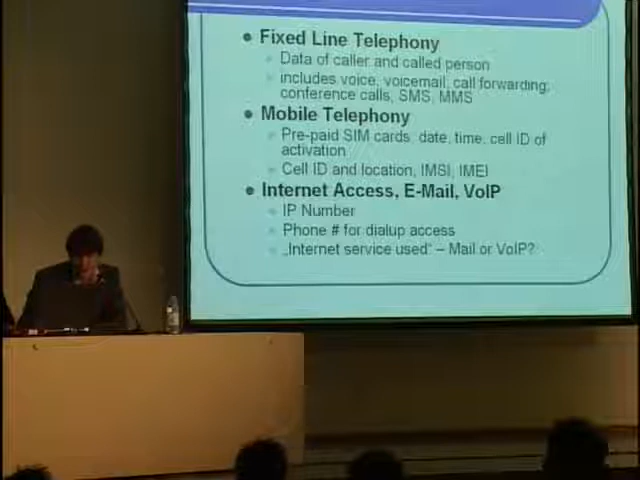 Fixed Line Telephony
Data of caller and called person
includes voice, voicemail, call forwarding,
conference calls, SMS, MMS
Mobile Telephony
Pre-paid SIM cards, date, time, cell ID of
activation
Cell ID and location, IMSI, IMEI
Internet Access, E-Mail, VoIP
IP Number
Phone # for dialup access
„Internet service used“ – Mail or VoIP?